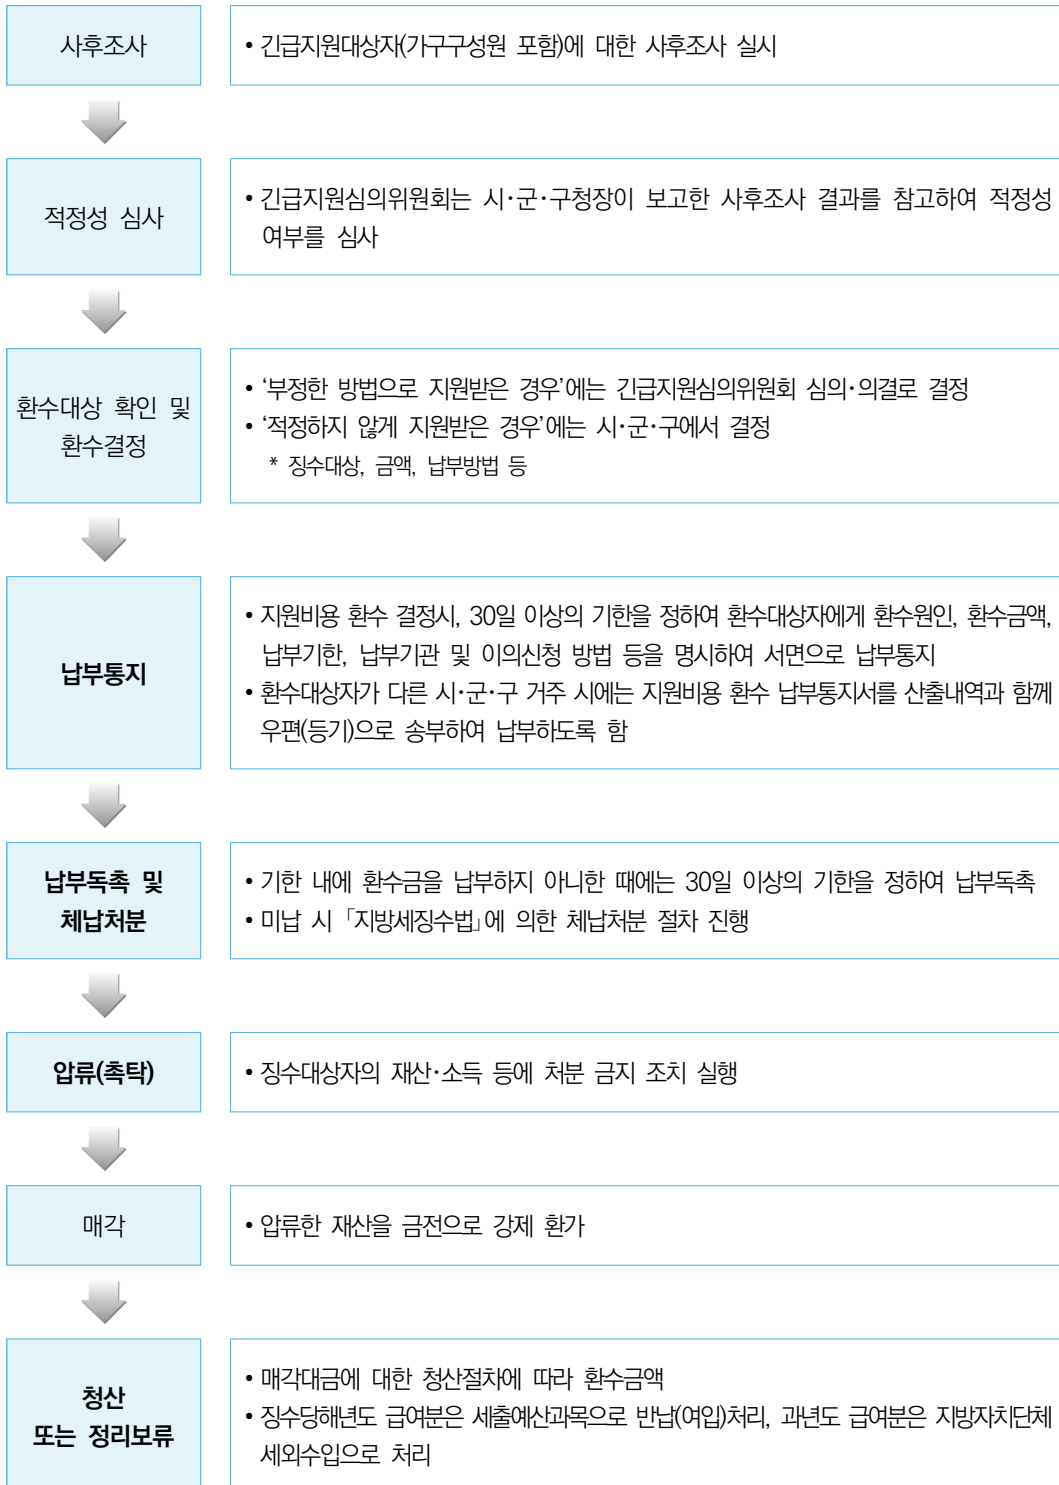 사후조사
• 긴급지원대상자(가구구성원 포함)에 대한 사후조사 실시
적정성 심사
• 긴급지원심의위원회는 시·군·구청장이 보고한 사후조사 결과를 참고하여 적정성
여부를 심사
환수대상 확인 및
환수결정
• ‘부정한 방법으로 지원받은 경우’에는 긴급지원심의위원회 심의·의결로 결정
• ‘적정하지 않게 지원받은 경우’에는 시·군·구에서 결정
* 징수대상, 금액, 납부방법 등
납부통지
• 지원비용 환수 결정시, 30일 이상의 기한을 정하여 환수대상자에게 환수원인, 환수금액,
납부기한, 납부기관 및 이의신청 방법 등을 명시하여 서면으로 납부통지
• 환수대상자가 다른 시·군·구 거주 시에는 지원비용 환수 납부통지서를 산출내역과 함께
우편(등기)으로 송부하여 납부하도록 함
납부독촉 및
체납처분
• 기한 내에 환수금을 납부하지 아니한 때에는 30일 이상의 기한을 정하여 납부독촉
• 미납 시 「지방세징수법」에 의한 체납처분 절차 진행
압류(촉탁)
• 징수대상자의 재산·소득 등에 처분 금지 조치 실행
매각
• 압류한 재산을 금전으로 강제 환가
청산
또는 정리보류
• 매각대금에 대한 청산절차에 따라 환수금액
• 징수당해년도 급여분은 세출예산과목으로 반납(여입)처리, 과년도 급여분은 지방자치단체
세외수입으로 처리